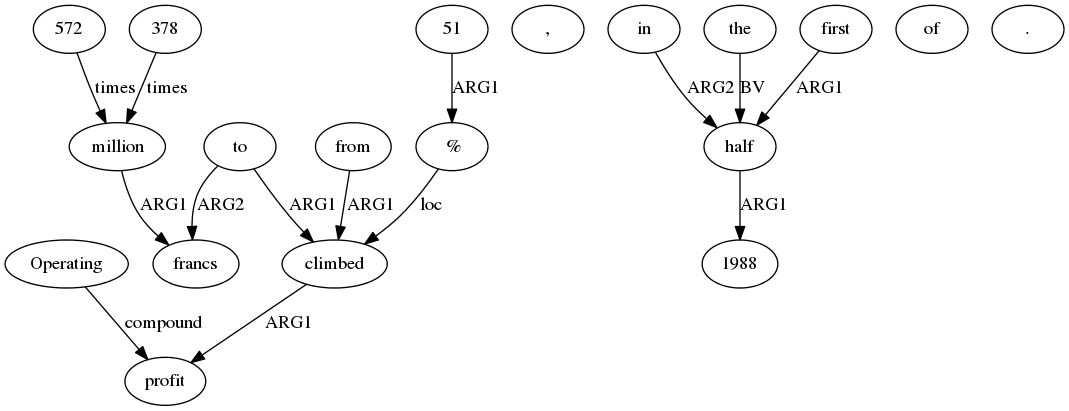 572 378 51 , in the first of .
times times ARG1 ARG2 BV ARG1
million to from % half
ARG1 ARG2 ARG1 ARG1 loc ARG1
Operating francs climbed 1988
compound ARG1
profit